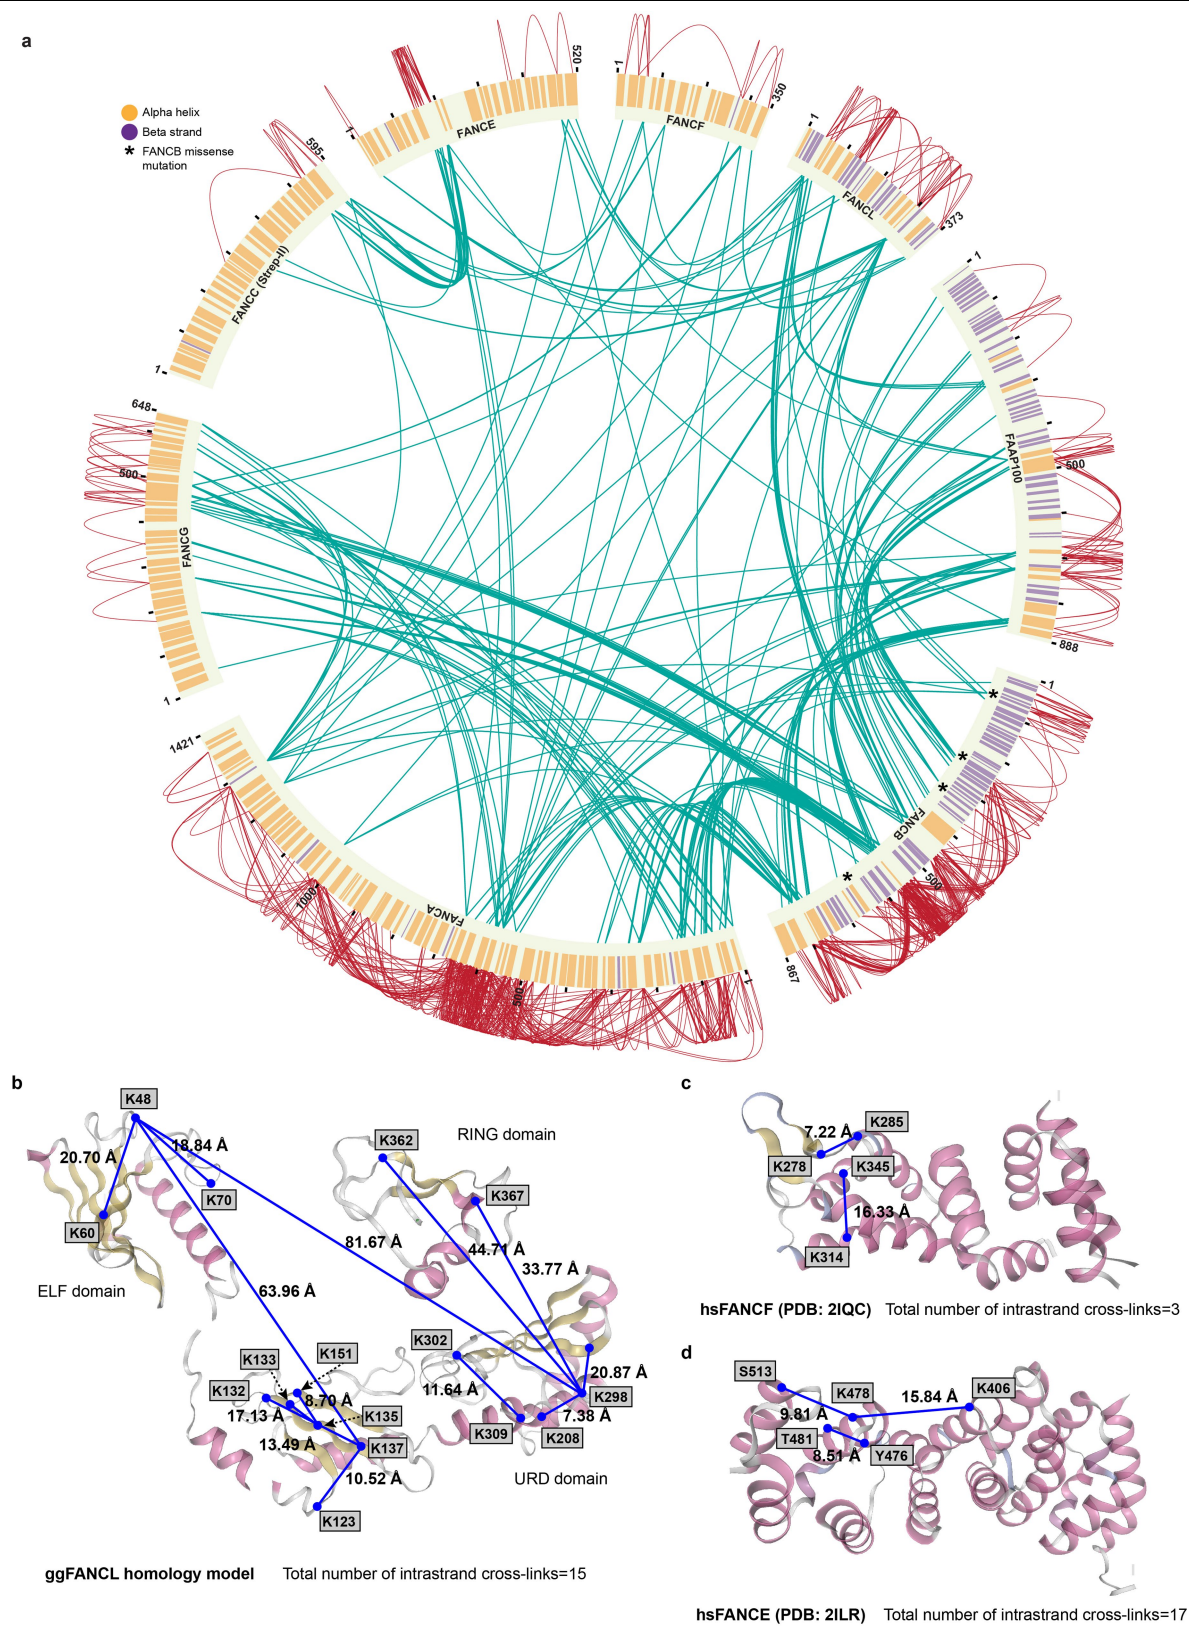 a
Alpha helix
Beta strand
* FANCB missense
mutation
1
FANCE
520
1
FANCF
350
1
FANCL
373
1
FAAP100
500
888
1
FANCB
500
867
1
500
FANCA
1000
1421
1
FANCG
500
648
1
FANCC (Strep-II)
595
b
K48
20.70 Å
18.84 Å
K70
K60
ELF domain
63.96 Å
K362
RING domain
K367
81.67 Å
44.71 Å
33.77 Å
K302
20.87 Å
K298
11.64 Å
7.38 Å
K309
K208
URD domain
K133
K151
K132
8.70 Å
17.13 Å
K135
13.49 Å
K137
10.52 Å
K123
ggFANCL homology model Total number of intrastrand cross-links=15
c
K285
7.22 Å
K278
K345
16.33 Å
K314
hsFANCF (PDB: 2IQC) Total number of intrastrand cross-links=3
d
S513
K478
15.84 Å
K406
9.81 Å
T481
8.51 Å
Y476
hsFANCE (PDB: 2ILR) Total number of intrastrand cross-links=17